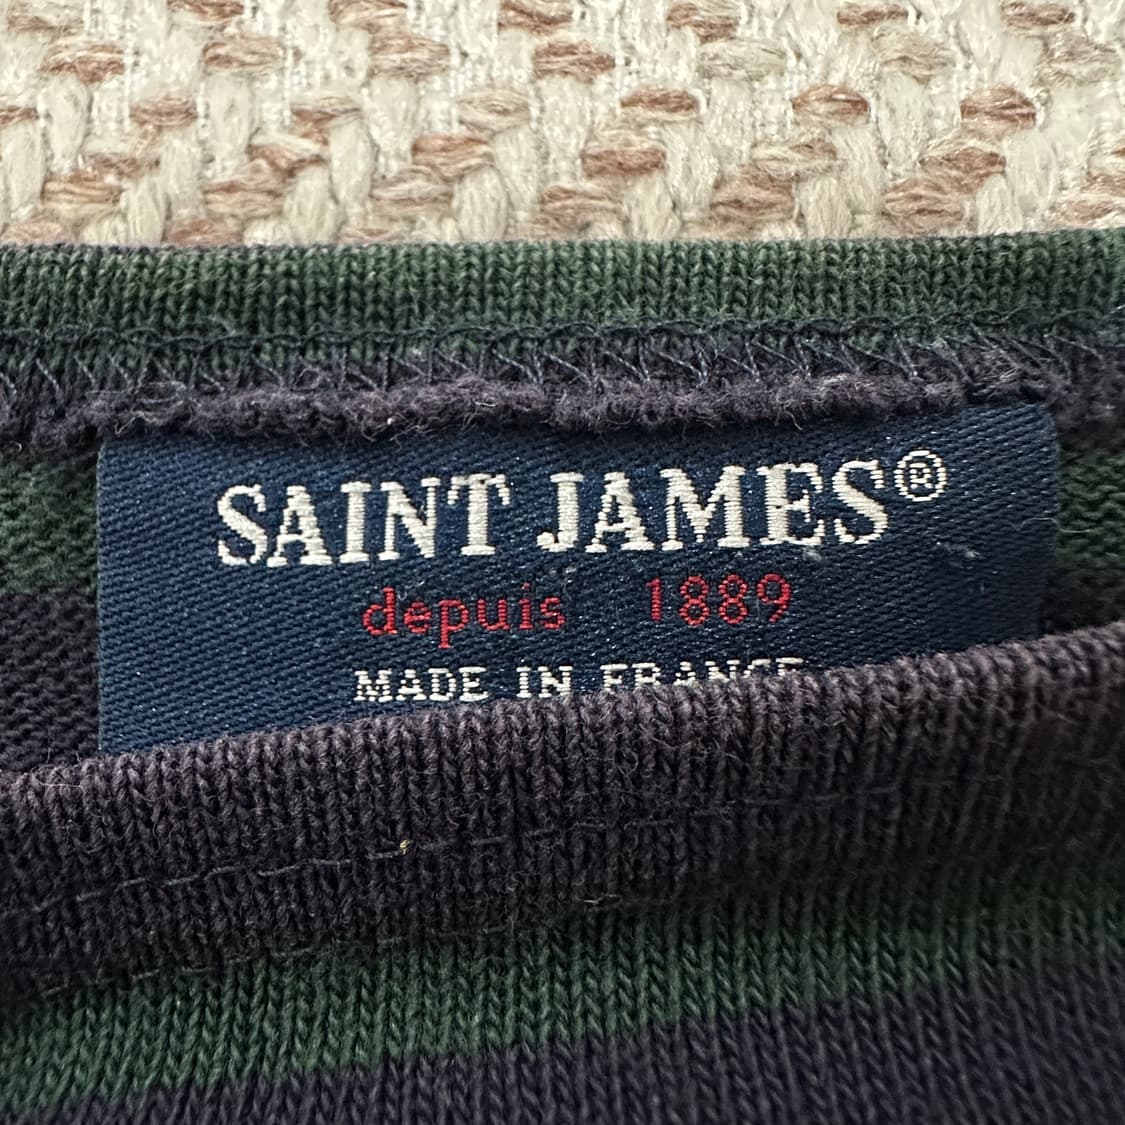 SAINT JAMES®
depuis 1889
MADE IN FRANCE